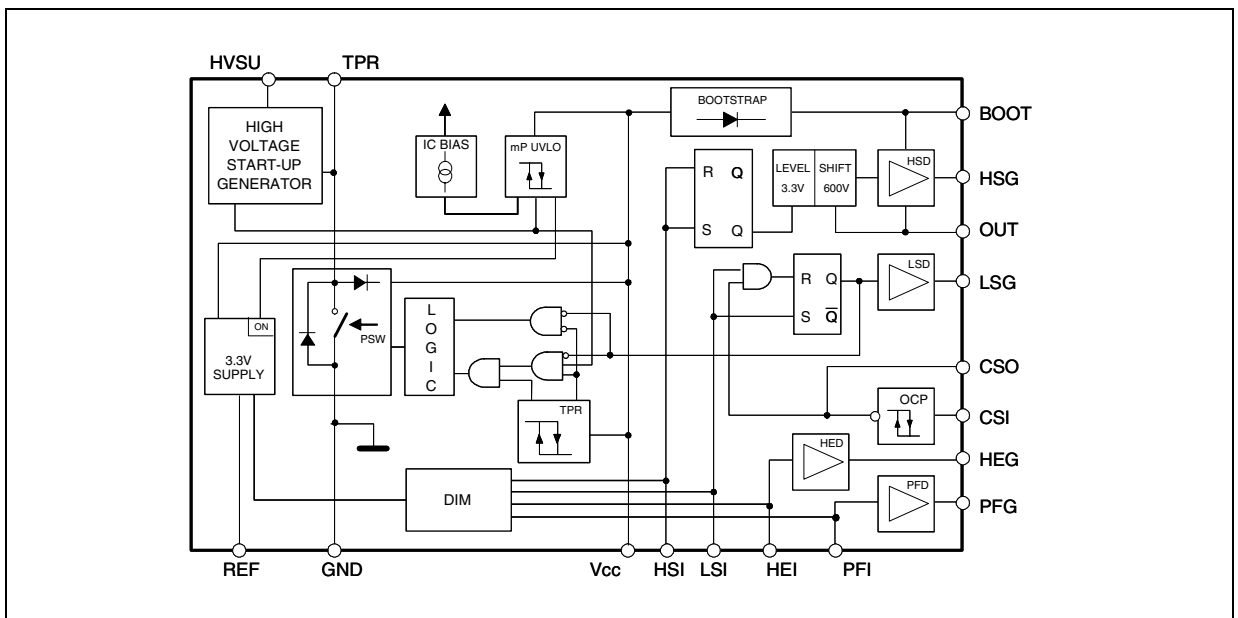 HVSU
TPR
HIGH
VOLTAGE
START-UP
GENERATOR
IC BIAS
mP UVLO
BOOTSTRAP
BOOT
R Q
S Q
LEVEL SHIFT
3.3V 600V
HSD
HSG
OUT
R Q
S Q̅
LSD
LSG
ON
3.3V
SUPPLY
PSW
L
O
G
I
C
TPR
CSO
OCP
CSI
HED
HEG
PFD
PFG
DIM
REF
GND
Vcc
HSI
LSI
HEI
PFI